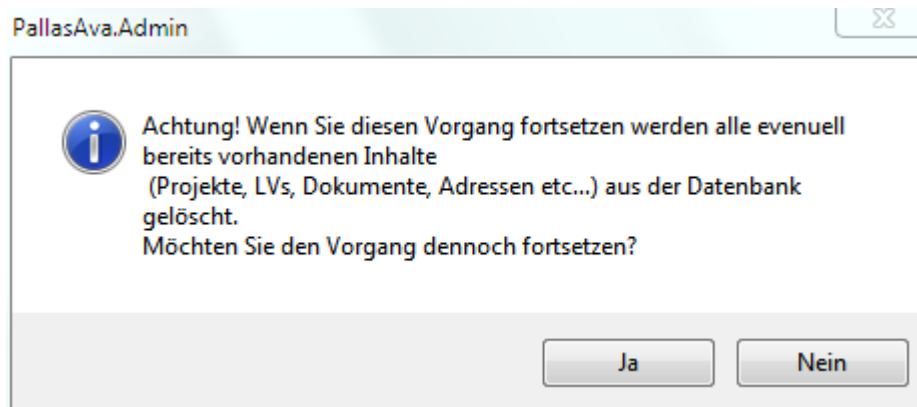 PallasAva.Admin
Achtung! Wenn Sie diesen Vorgang fortsetzen werden alle evenuell
bereits vorhandenen Inhalte
(Projekte, LVs, Dokumente, Adressen etc...) aus der Datenbank
gelöscht.
Möchten Sie den Vorgang dennoch fortsetzen?
Ja Nein